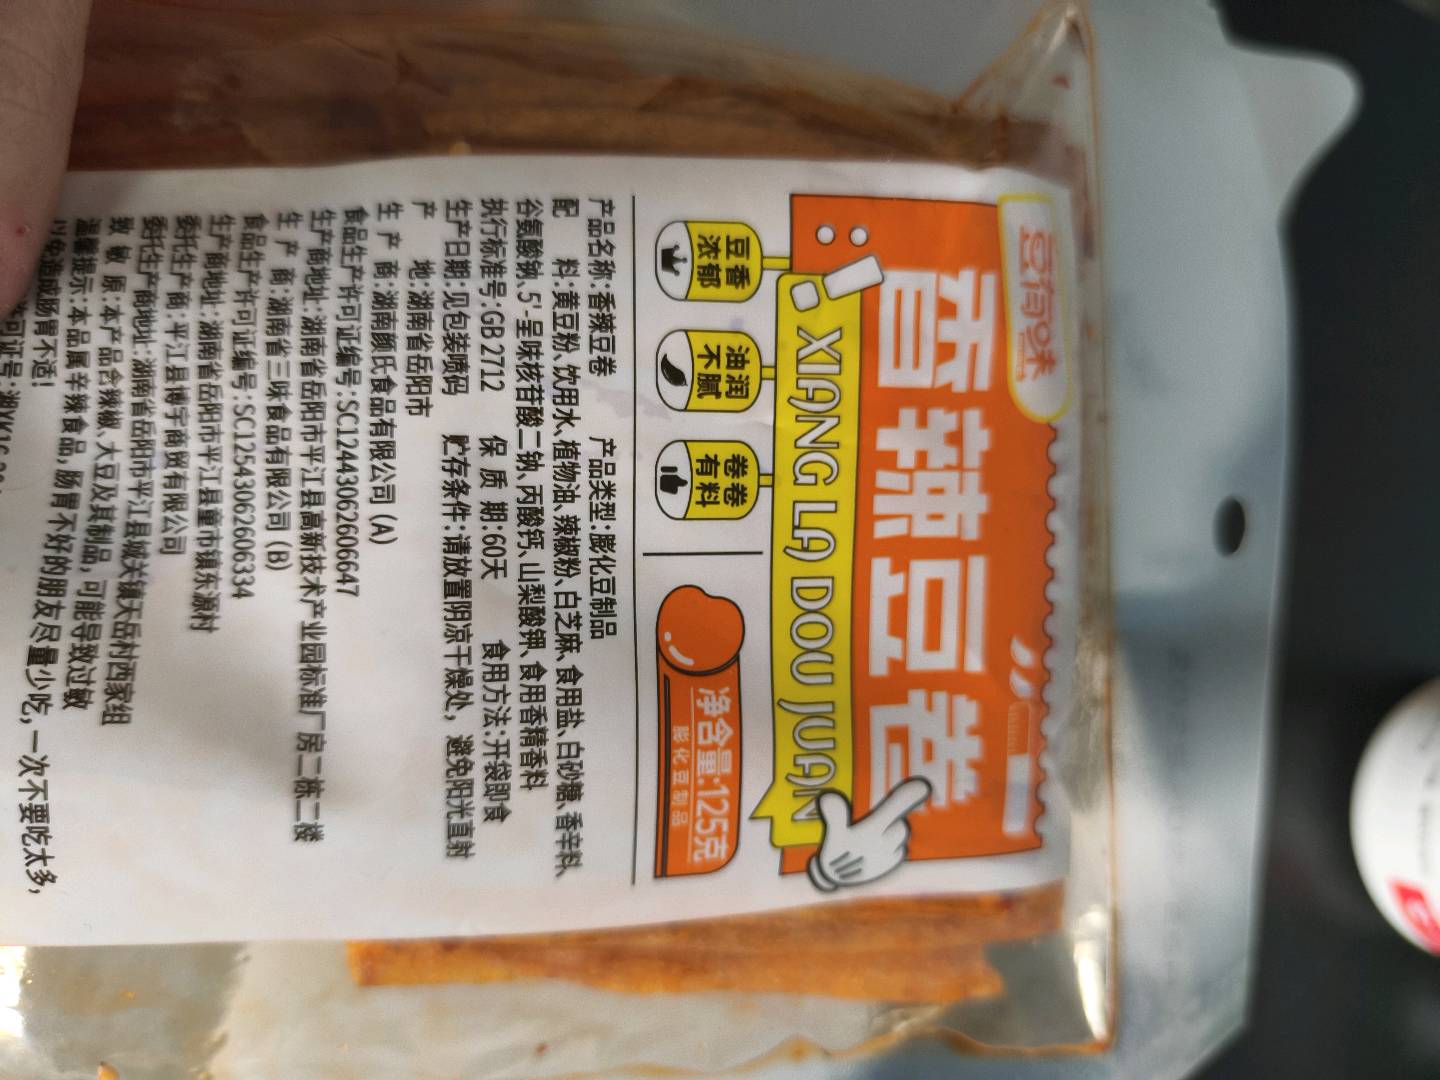 豆有味
香辣豆卷
XIANG LA DOU JUAN
豆香
浓郁
油润
不腻
卷卷
有料
净含量:125克
膨化豆制品
产品名称:香辣豆卷 产品类型:膨化豆制品
配 料:黄豆粉、饮用水、植物油、辣椒粉、白芝麻、食用盐、白砂糖、香辛料、
谷氨酸钠、5'-呈味核苷酸二钠、丙酸钙、山梨酸钾、食用香精香料
执行标准号:GB 2712 保 质 期:60天 食用方法:开袋即食
生产日期:见包装喷码 贮存条件:请放置阴凉干燥处,避免阳光直射
产 地:湖南省岳阳市
生 产 商:湖南颜氏食品有限公司(A)
食品生产许可证编号:SC12443062606647
生产商地址:湖南省岳阳市平江县高新技术产业园标准厂房二栋二楼
生 产 商:湖南省三味食品有限公司(B)
食品生产许可证编号:SC12543062606334
生产商地址:湖南省岳阳市平江县童市镇东源村
委托生产商:平江县博宇商贸有限公司
委托生产商地址:湖南省岳阳市平江县城关镇天岳村西家组
致 敏 原:本产品含辣椒、大豆及其制品,可能导致过敏
温馨提示:本品属辛辣食品,肠胃不好的朋友尽量少吃,一次不要吃太多,
以免造成肠胃不适!
可证号:湘XK16-204